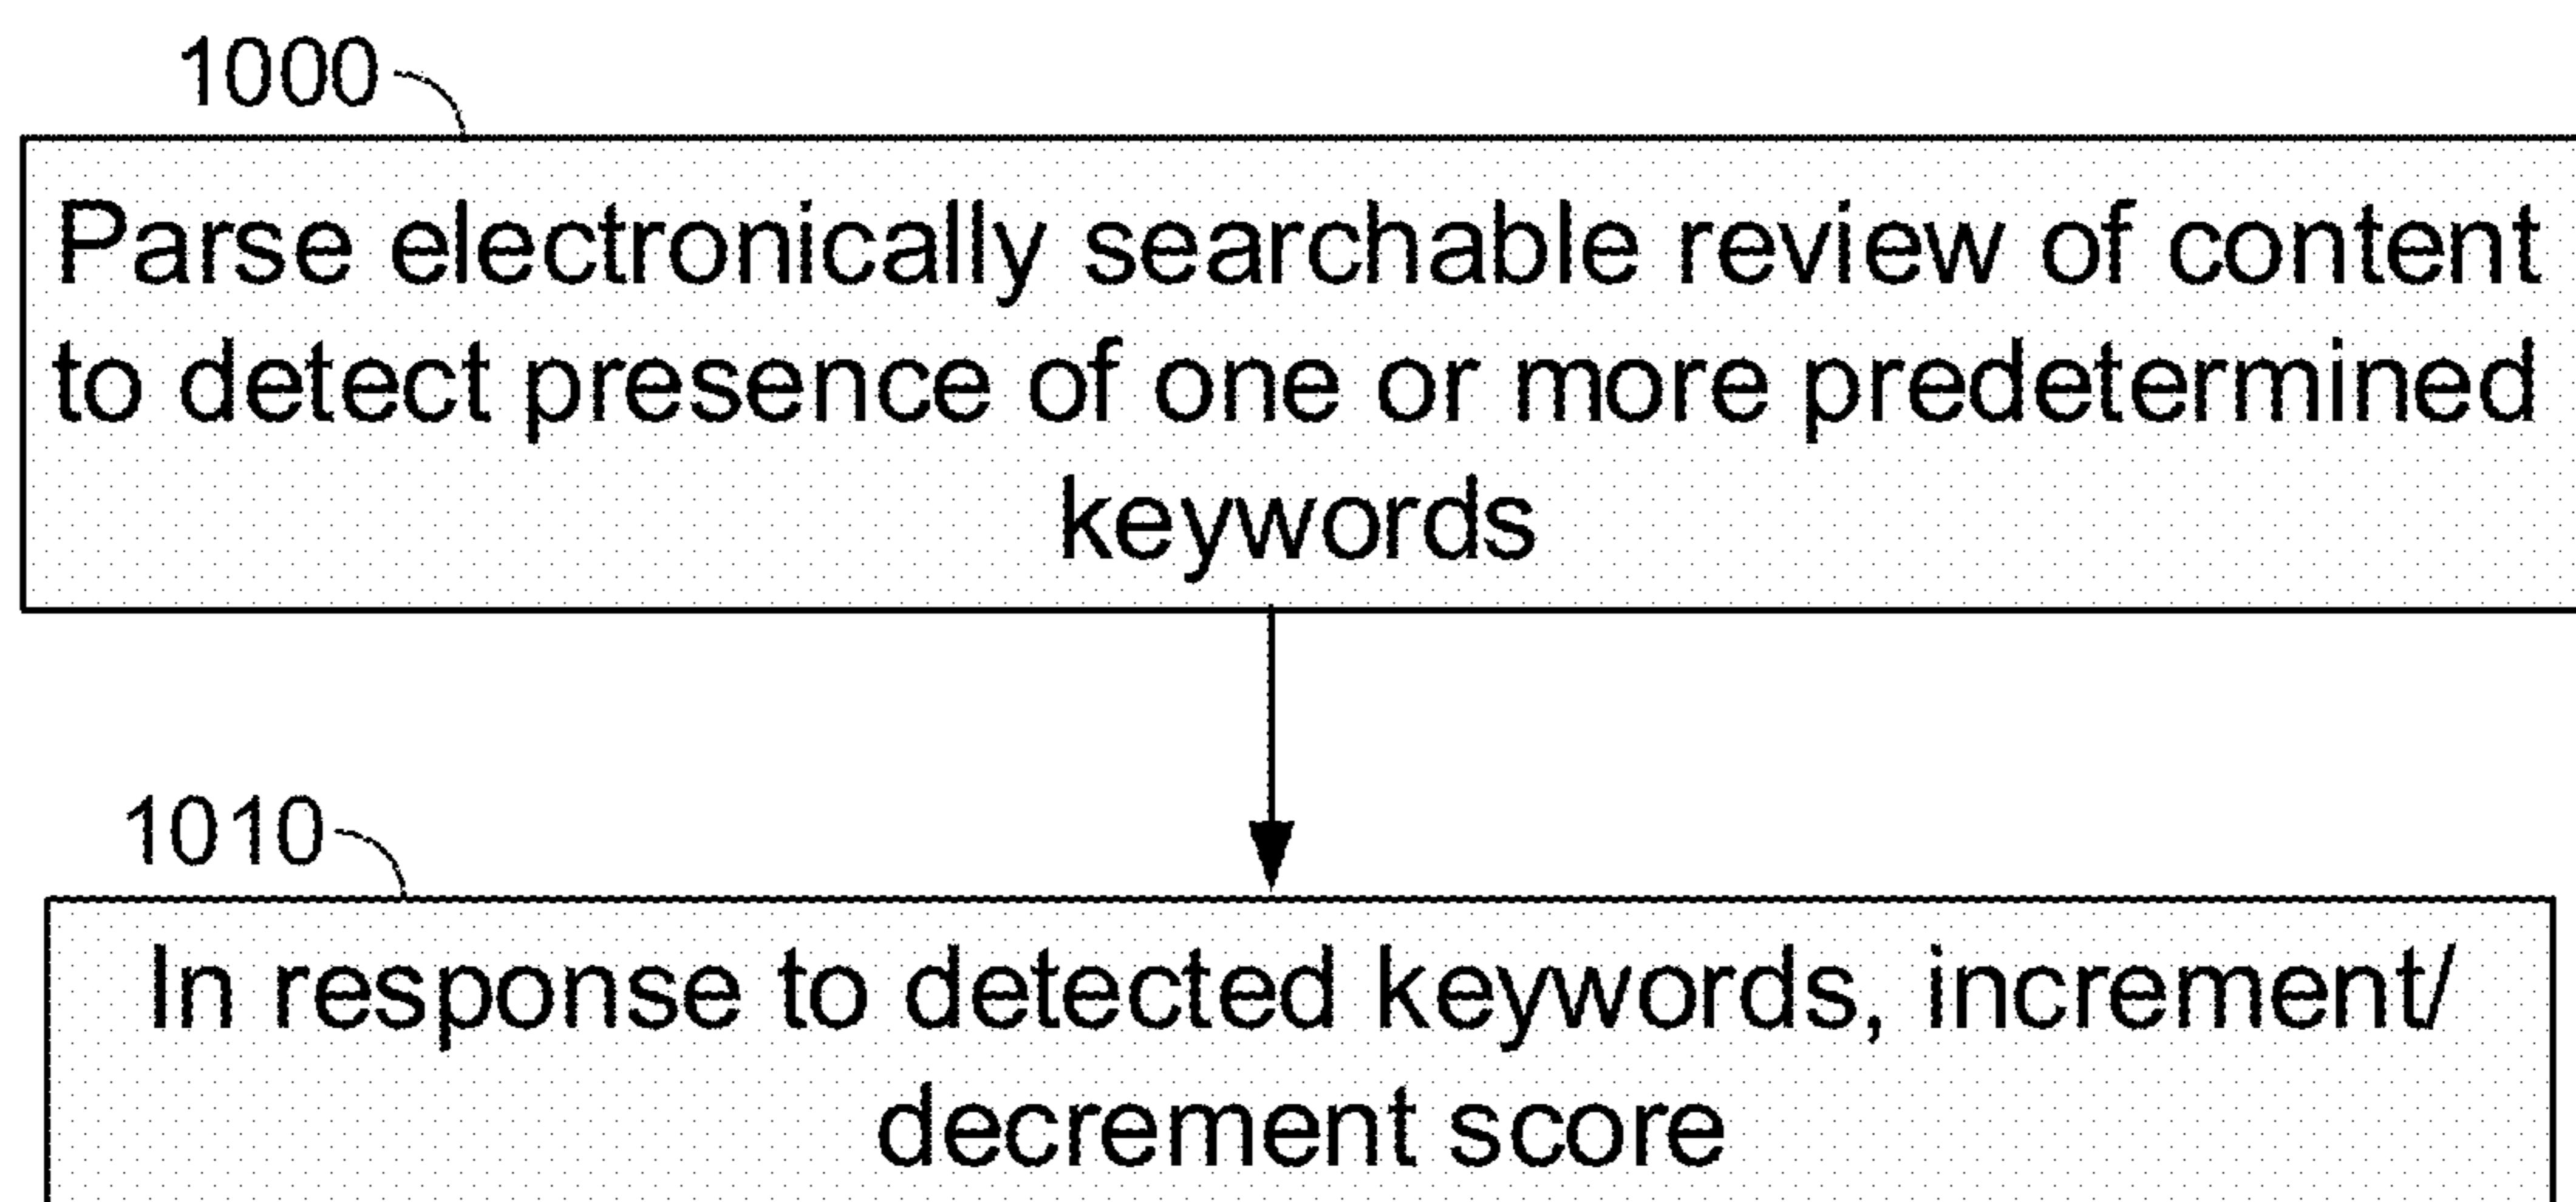 1000
Parse electronically searchable review of content
to detect presence of one or more predetermined
keywords
1010
In response to detected keywords, increment/
decrement score